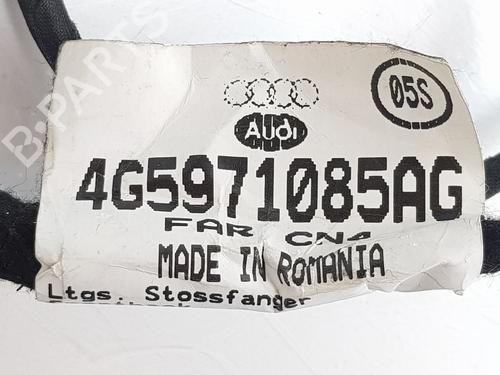 B-PARTS
05S
Audi
4G5971085AG
FAR CN4
MADE IN ROMANIA
Ltgs.. Stossfanger